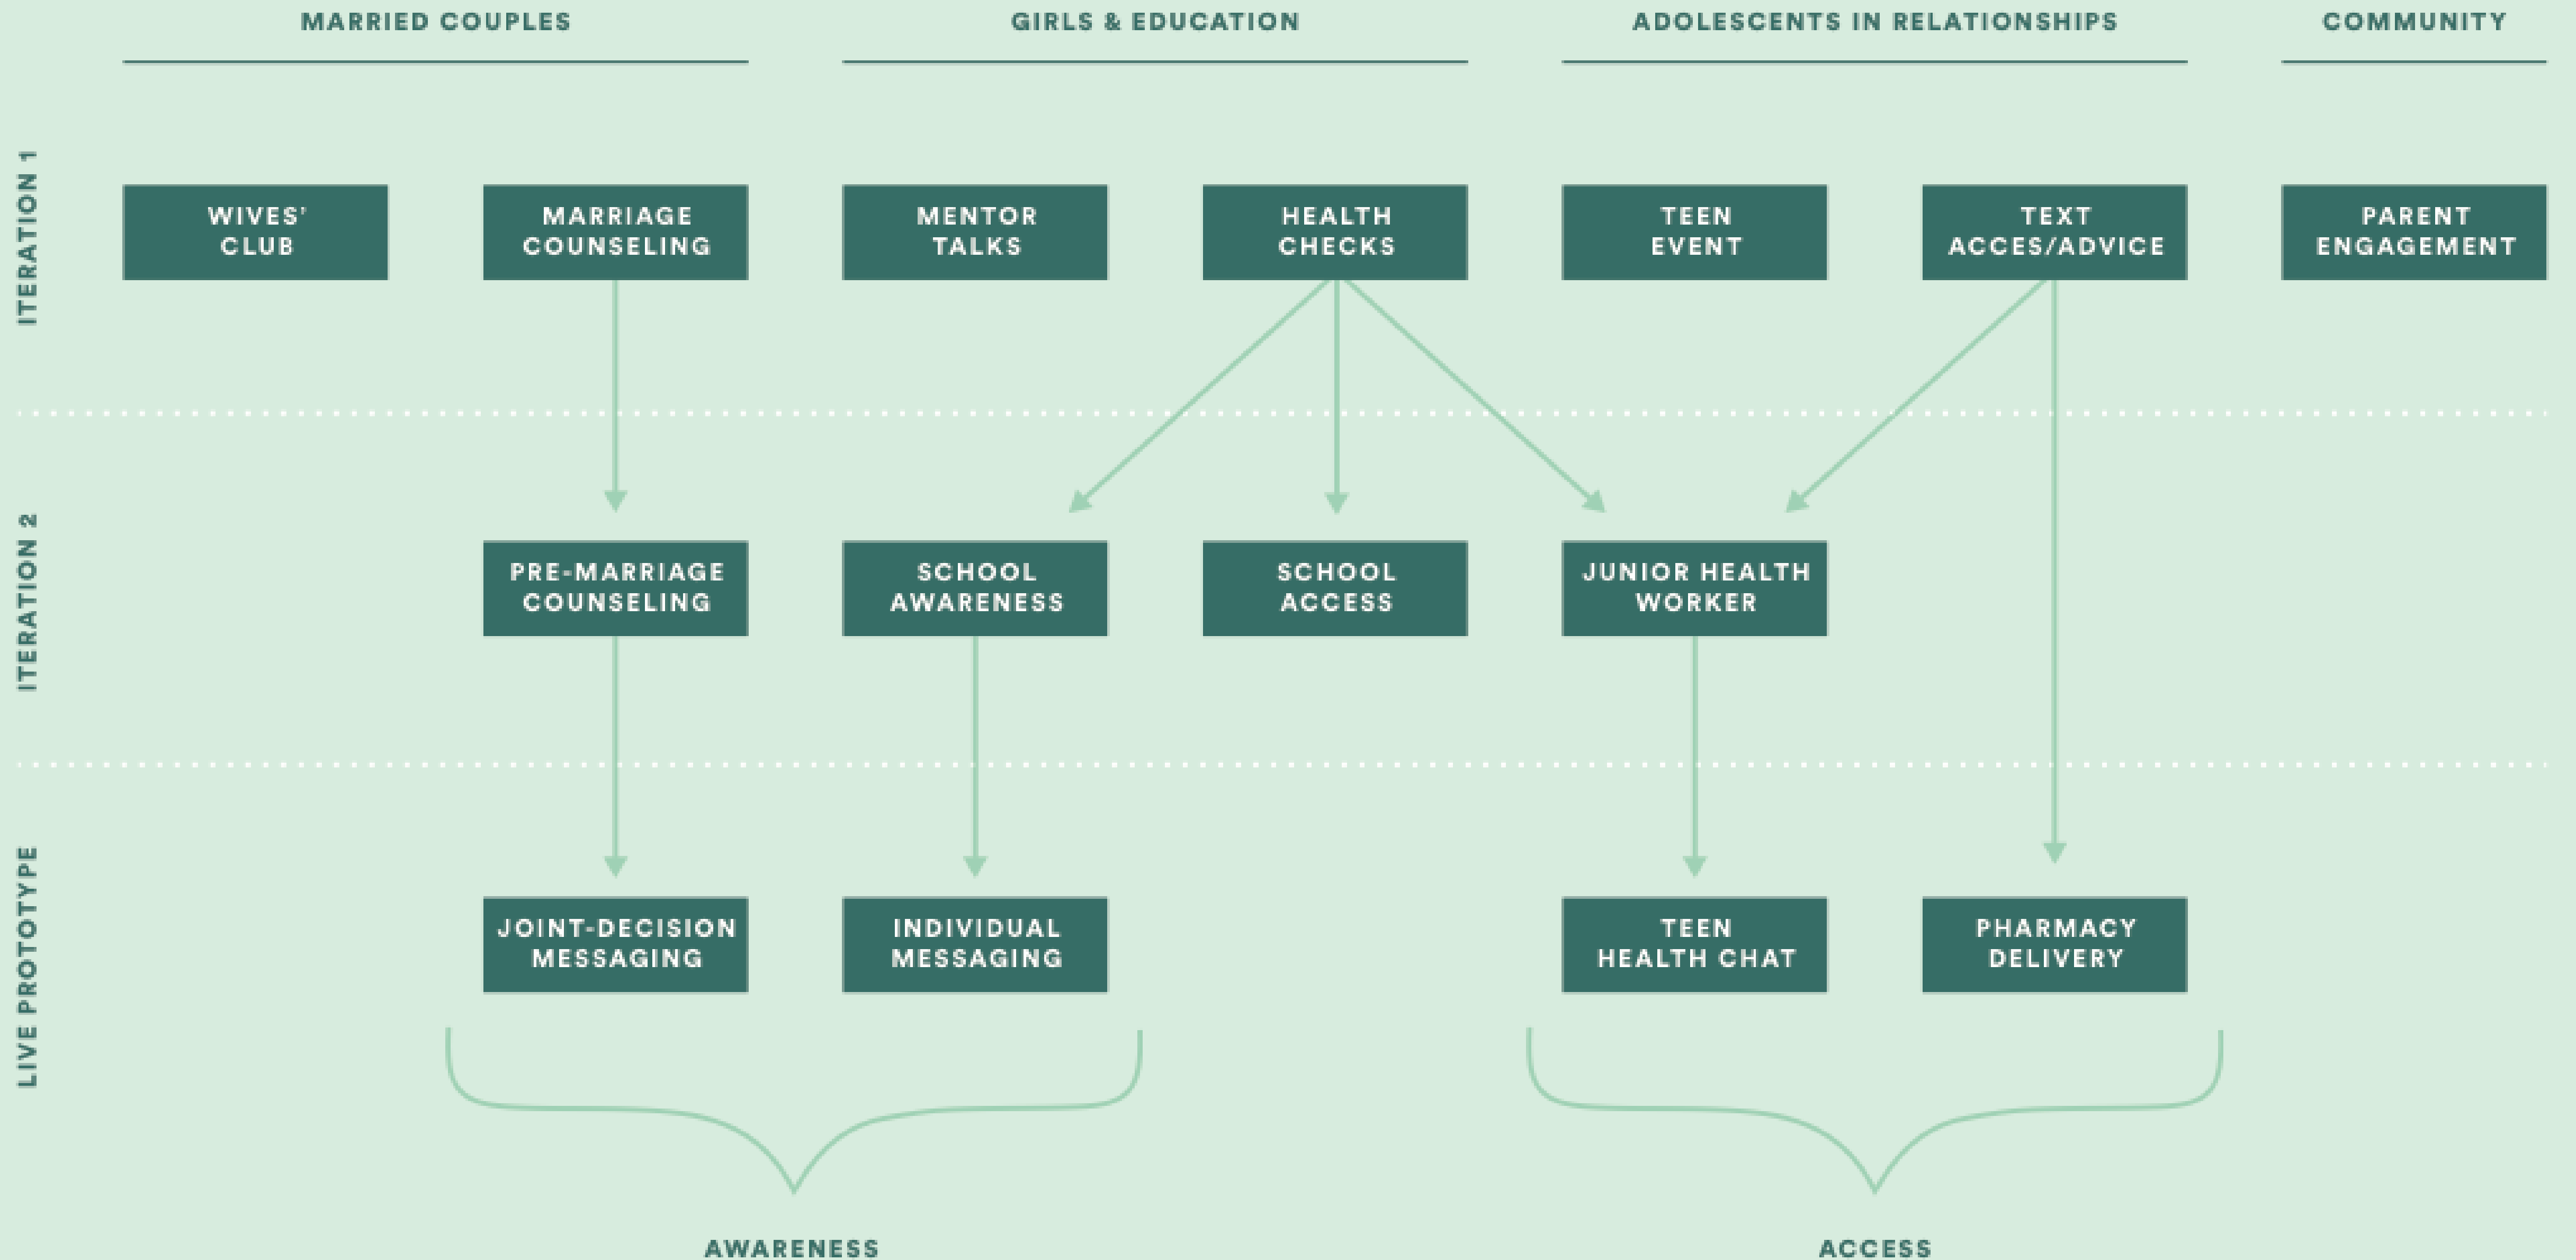 MARRIED COUPLES
GIRLS & EDUCATION
ADOLESCENTS IN RELATIONSHIPS
COMMUNITY
ITERATION 1
WIVES'
CLUB
MARRIAGE
COUNSELING
MENTOR
TALKS
HEALTH
CHECKS
TEEN
EVENT
TEXT
ACCES/ADVICE
PARENT
ENGAGEMENT
ITERATION 2
PRE-MARRIAGE
COUNSELING
SCHOOL
AWARENESS
SCHOOL
ACCESS
JUNIOR HEALTH
WORKER
LIVE PROTOTYPE
JOINT-DECISION
MESSAGING
INDIVIDUAL
MESSAGING
TEEN
HEALTH CHAT
PHARMACY
DELIVERY
AWARENESS
ACCESS